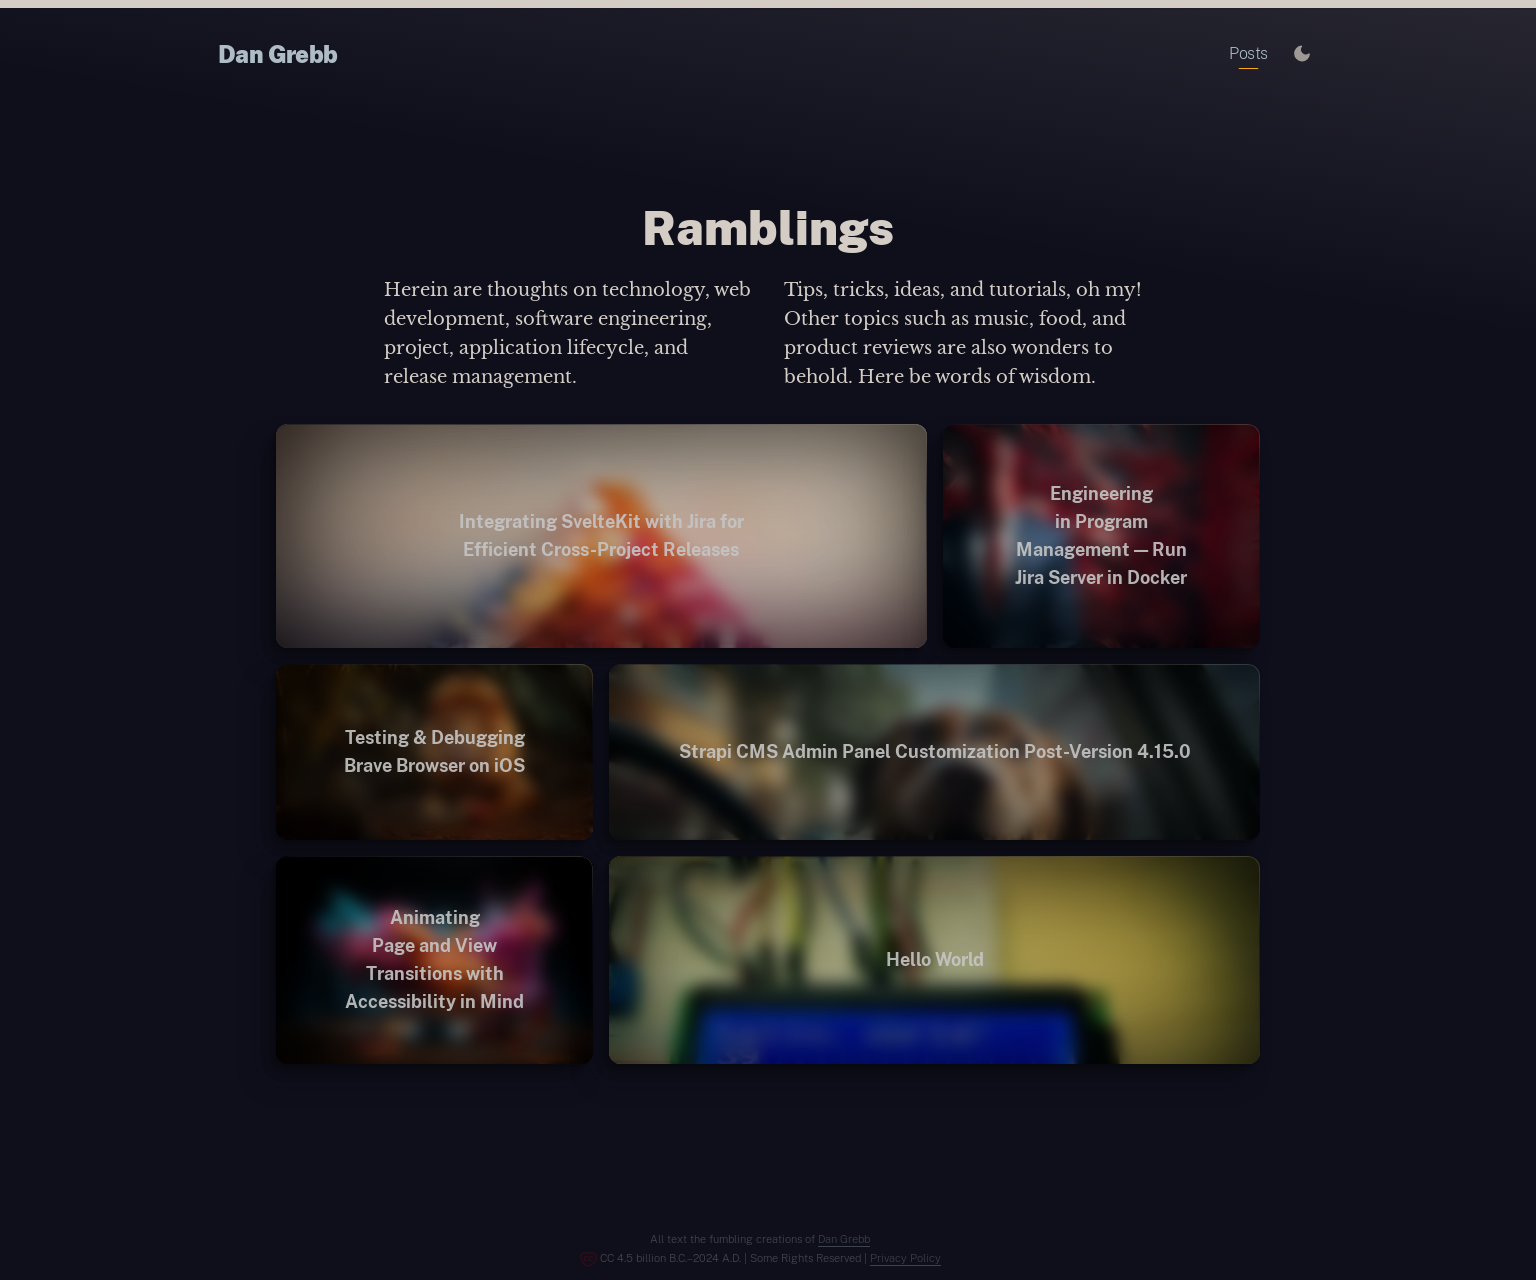 Dan Grebb
Posts
Ramblings
Herein are thoughts on technology, web
development, software engineering,
project, application lifecycle, and
release management.
Tips, tricks, ideas, and tutorials, oh my!
Other topics such as music, food, and
product reviews are also wonders to
behold. Here be words of wisdom.
Integrating SvelteKit with Jira for
Efficient Cross-Project Releases
Engineering
in Program
Management — Run
Jira Server in Docker
Testing & Debugging
Brave Browser on iOS
Strapi CMS Admin Panel Customization Post-Version 4.15.0
Animating
Page and View
Transitions with
Accessibility in Mind
Hello World
All text the fumbling creations of Dan Grebb
CC 4.5 billion B.C.–2024 A.D. | Some Rights Reserved | Privacy Policy